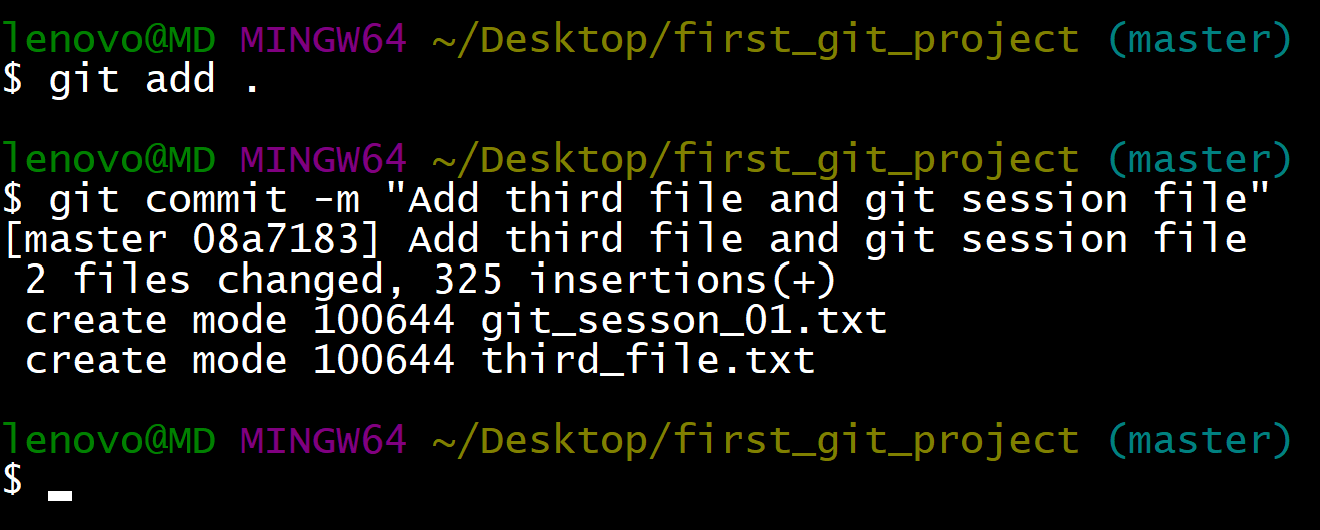 lenovo@MD MINGW64 ~/Desktop/first_git_project (master)
$ git add .
lenovo@MD MINGW64 ~/Desktop/first_git_project (master)
$ git commit -m "Add third file and git session file"
[master 08a7183] Add third file and git session file
 2 files changed, 325 insertions(+)
 create mode 100644 git_sesson_01.txt
 create mode 100644 third_file.txt
lenovo@MD MINGW64 ~/Desktop/first_git_project (master)
$